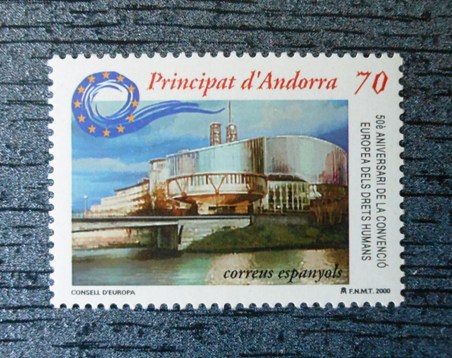 Principat d'Andorra 70
50è ANIVERSARI DE LA CONVENCIÓ
EUROPEA DELS DRETS HUMANS
correus espanyols
CONSELL D'EUROPA
F.N.M.T. 2000